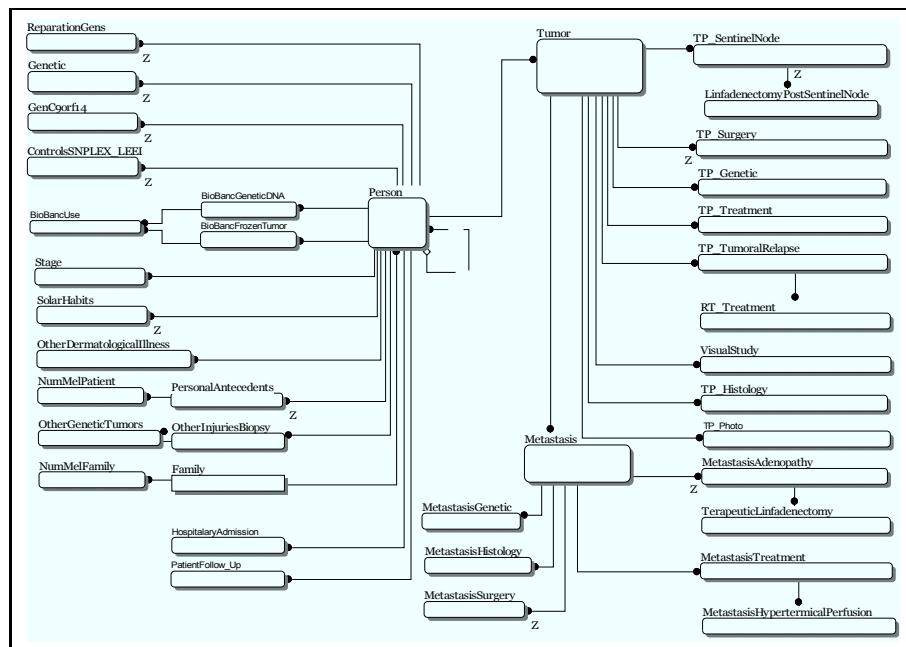 ReparationGens
Z
Genetic
Z
GenC9orf14
Z
ControlsSNPLEX_LEEI
Z
BioBancGeneticDNA
BioBancUse
BioBancFrozenTumor
Person
Stage
SolarHabits
Z
OtherDermatologicalIllness
NumMelPatient
PersonalAntecedents
Z
OtherGeneticTumors
OtherInjuriesBiopsy
NumMelFamily
Family
HospitalaryAdmission
PatientFollow_Up
Tumor
TP_SentinelNode
Z
LinfadenectomyPostSentinelNode
TP_Surgery
Z
TP_Genetic
TP_Treatment
TP_TumoralRelapse
RT_Treatment
VisualStudy
TP_Histology
TP_Photo
Metastasis
MetastasisAdenopathy
Z
TerapeuticLinfadenectomy
MetastasisGenetic
MetastasisHistology
MetastasisTreatment
MetastasisSurgery
Z
MetastasisHypertermicalPerfusion